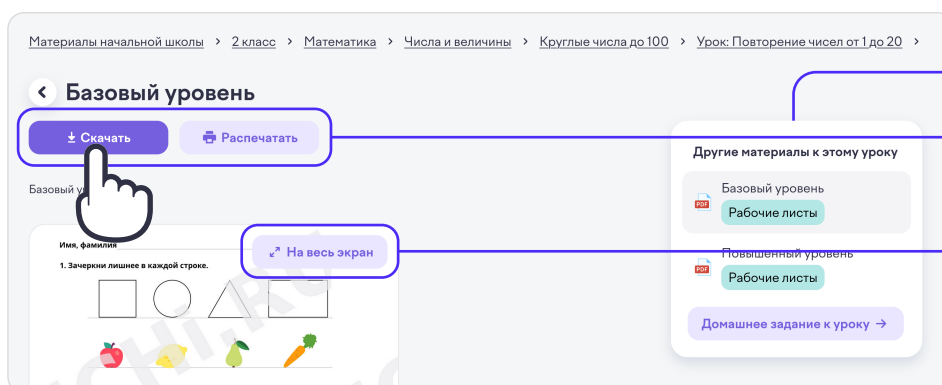 Материалы начальной школы > 2 класс > Математика > Числа и величины > Круглые числа до 100 > Урок: Повторение чисел от 1 до 20 >
Базовый уровень
Скачать
Распечатать
Другие материалы к этому уроку
Базовый уровень
PDF
Рабочие листы
Повышенный уровень
PDF
Рабочие листы
Домашнее задание к уроку →
Базовый
На весь экран
Имя, фамилия
1. Зачеркни лишнее в каждой строке.